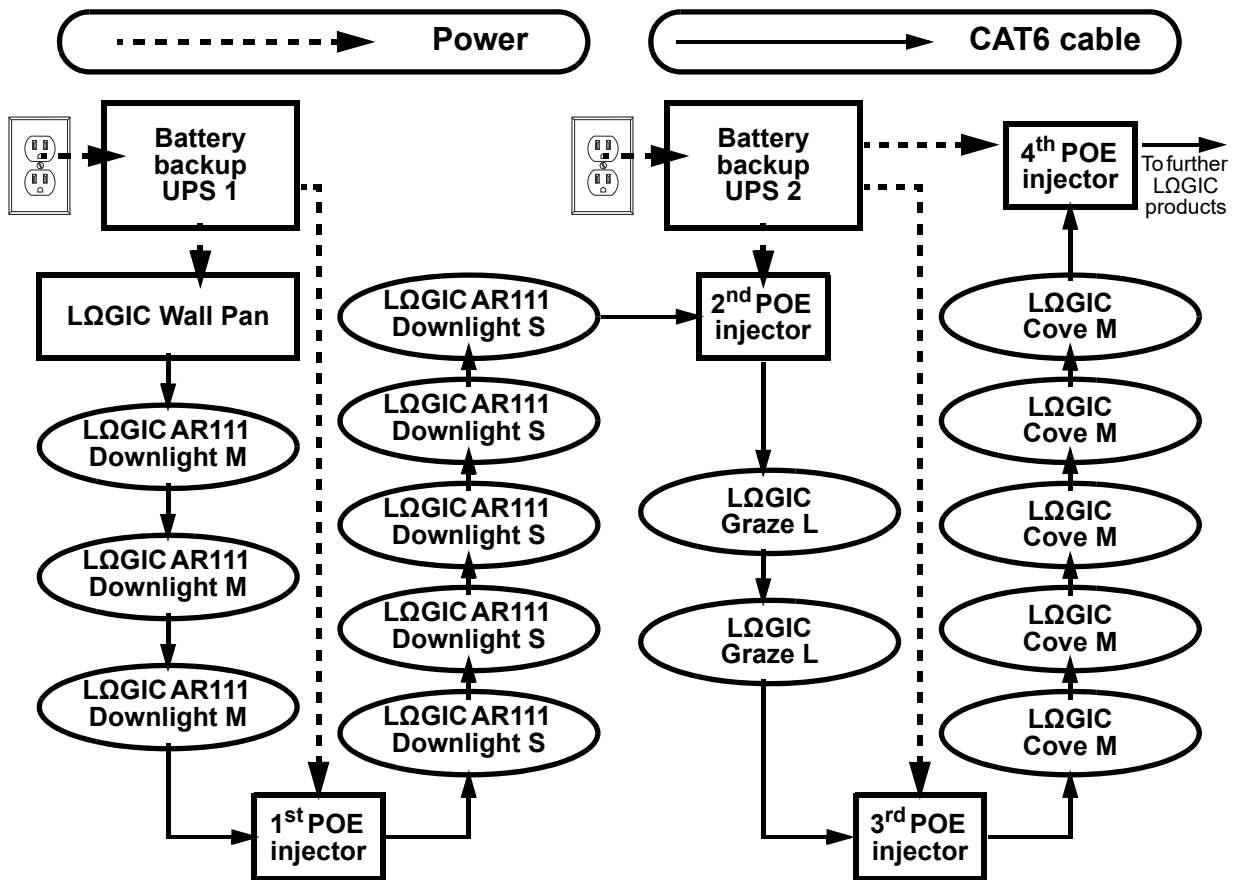 Power
CAT6 cable
Battery
backup
UPS 1
LΩGIC Wall Pan
LΩGIC AR111
Downlight M
LΩGIC AR111
Downlight M
LΩGIC AR111
Downlight M
1st POE
injector
LΩGIC AR111
Downlight S
LΩGIC AR111
Downlight S
LΩGIC AR111
Downlight S
LΩGIC AR111
Downlight S
LΩGIC AR111
Downlight S
Battery
backup
UPS 2
2nd POE
injector
LΩGIC
Graze L
LΩGIC
Graze L
3rd POE
injector
4th POE
injector
To further
LΩGIC
products
LΩGIC
Cove M
LΩGIC
Cove M
LΩGIC
Cove M
LΩGIC
Cove M
LΩGIC
Cove M